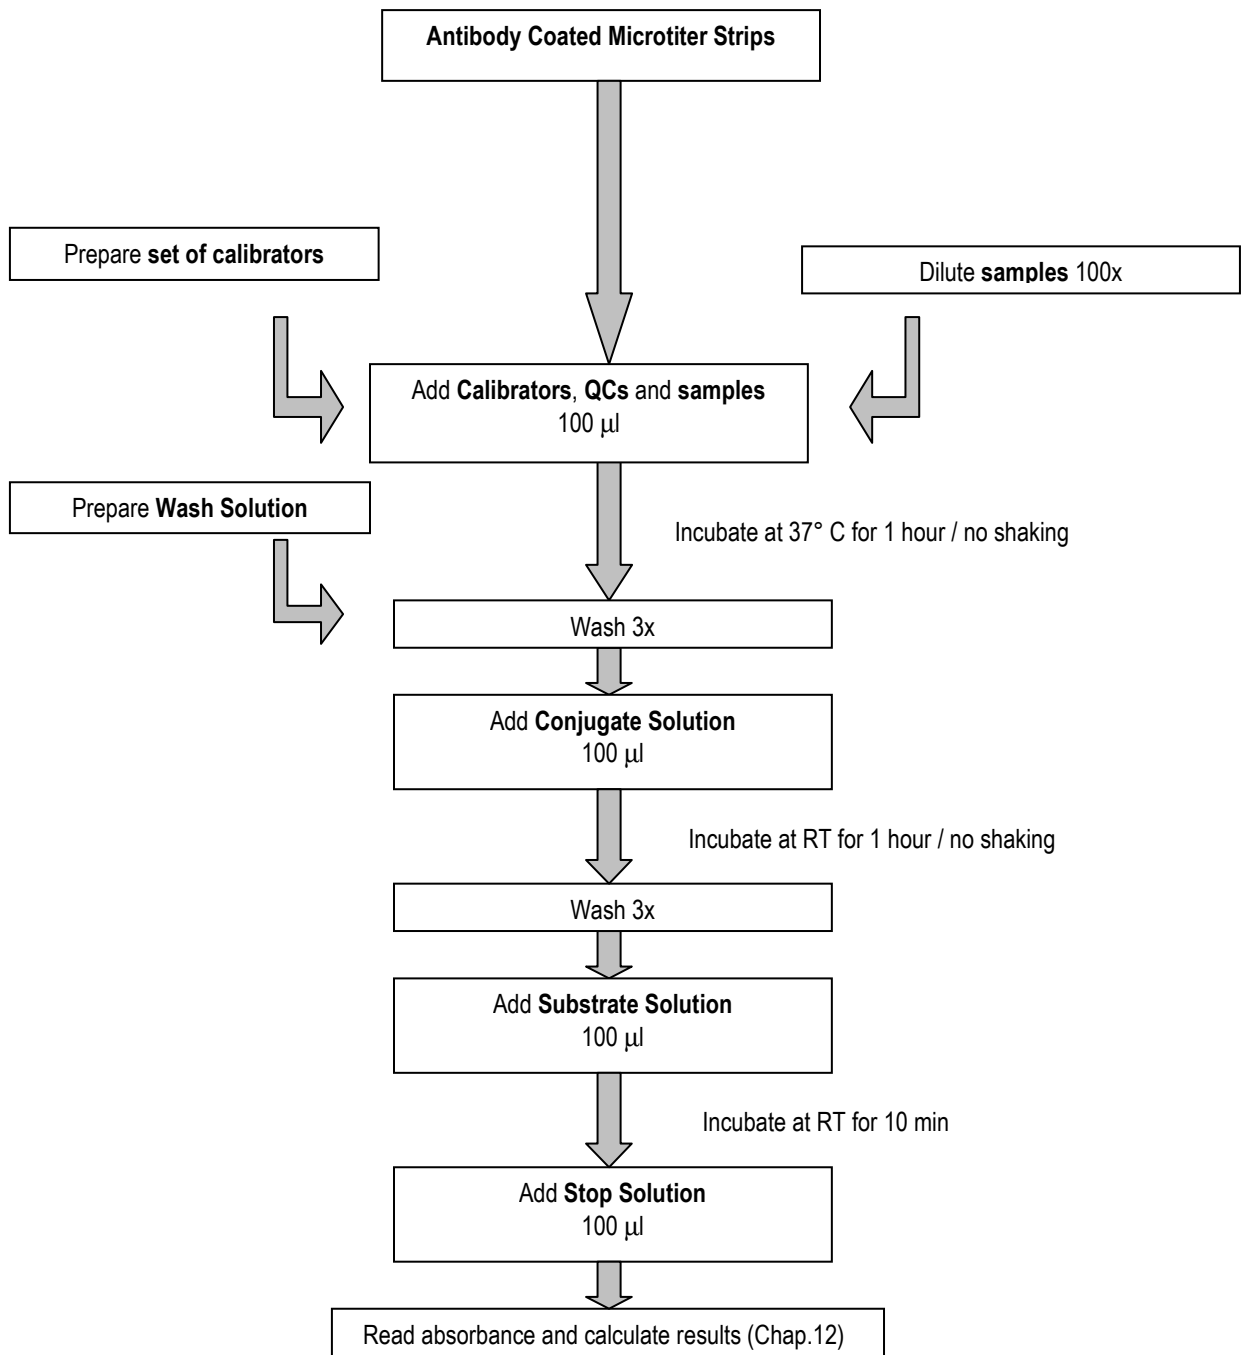 Antibody Coated Microtiter Strips
Prepare set of calibrators
Dilute samples 100x
Add Calibrators, QCs and samples
100 µl
Prepare Wash Solution
Incubate at 37° C for 1 hour / no shaking
Wash 3x
Add Conjugate Solution
100 µl
Incubate at RT for 1 hour / no shaking
Wash 3x
Add Substrate Solution
100 µl
Incubate at RT for 10 min
Add Stop Solution
100 µl
Read absorbance and calculate results (Chap.12)